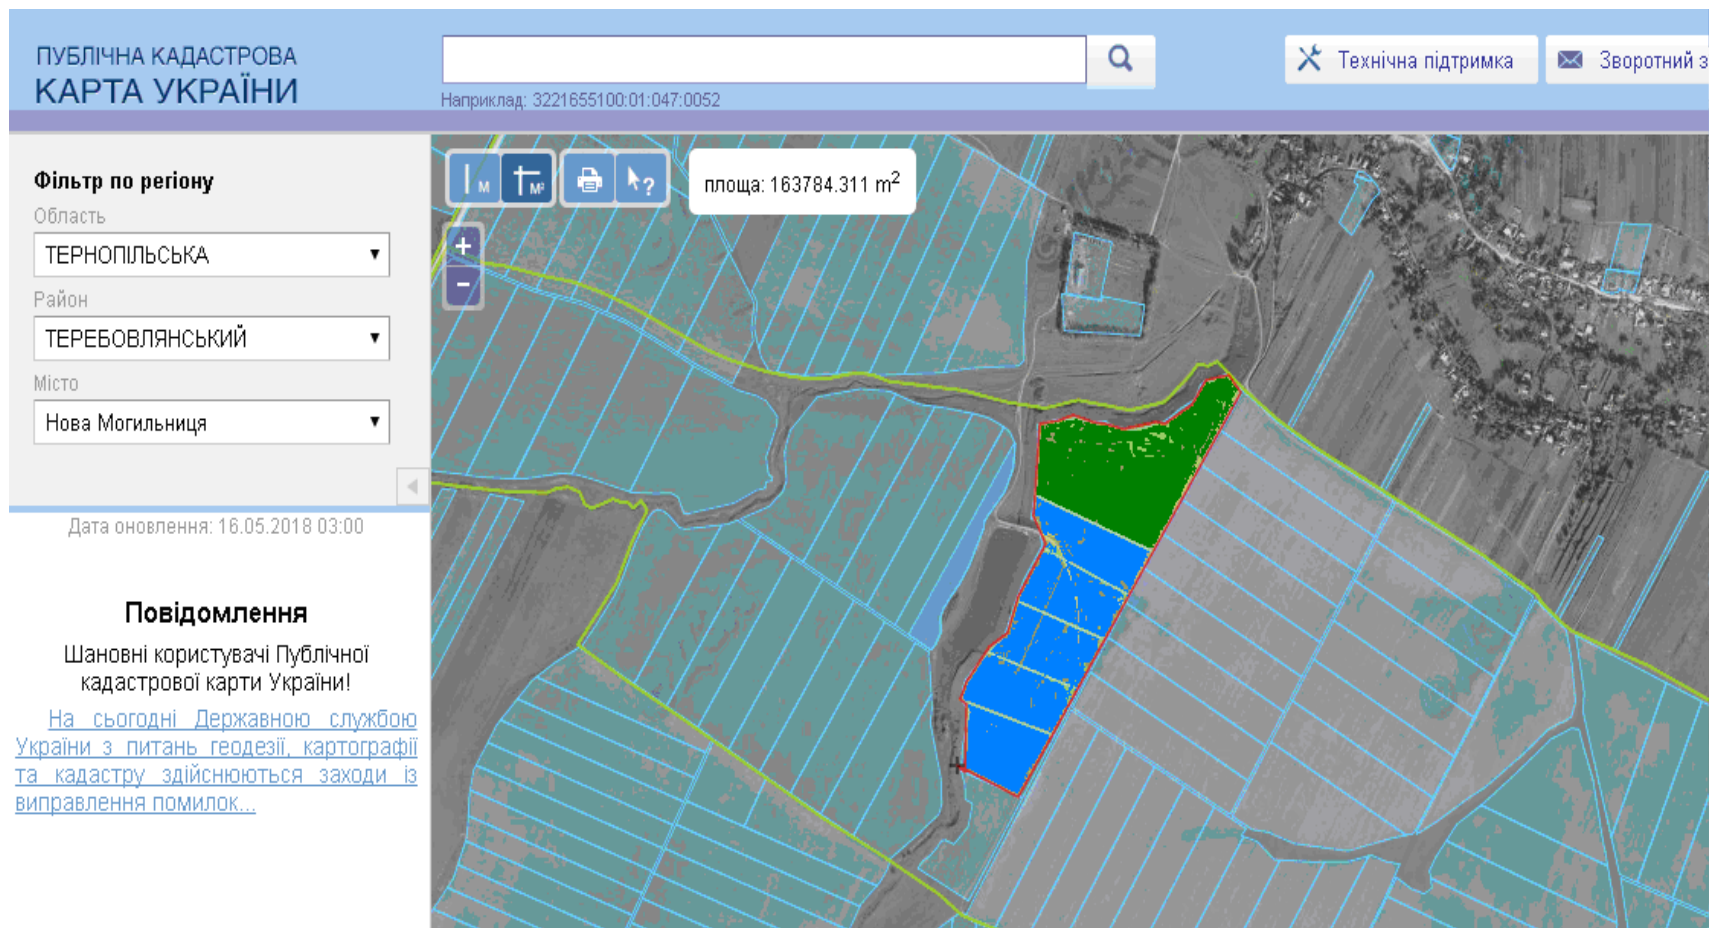 ПУБЛІЧНА КАДАСТРОВА
КАРТА УКРАЇНИ
Наприклад: 3221655100:01:047:0052
Технічна підтримка
Зворотний з
Фільтр по регіону
Область
ТЕРНОПІЛЬСЬКА
Район
ТЕРЕБОВЛЯНСЬКИЙ
Місто
Нова Могильниця
Дата оновлення: 16.05.2018 03:00
Повідомлення
Шановні користувачі Публічної
кадастрової карти України!
На сьогодні Державною службою
України з питань геодезії, картографії
та кадастру здійснюються заходи із
виправлення помилок...
м
м²
?
площа: 163784.311 m²
+
-